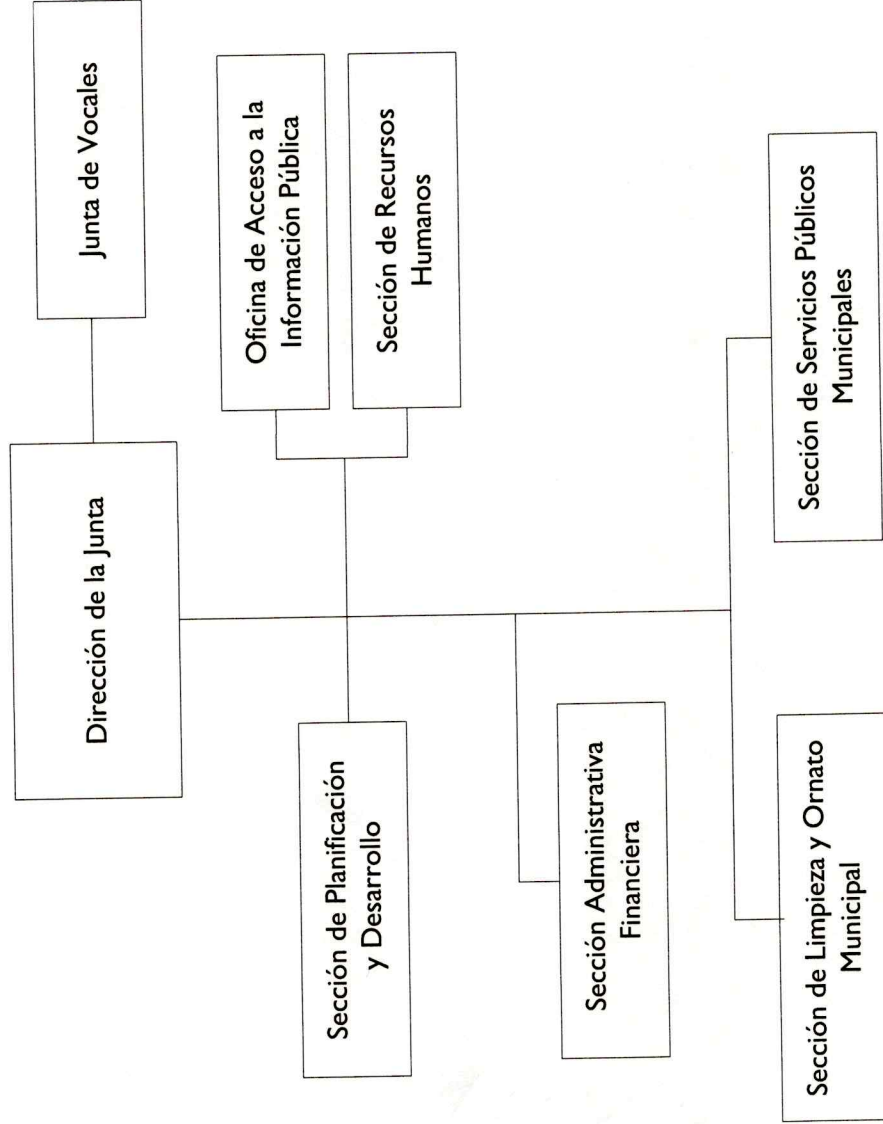 Junta de Vocales
Dirección de la Junta
Oficina de Acceso a la
Información Pública
Sección de Recursos
Humanos
Sección de Planificación
y Desarrollo
Sección Administrativa
Financiera
Sección de Limpieza y Ornato
Municipal
Sección de Servicios Públicos
Municipales